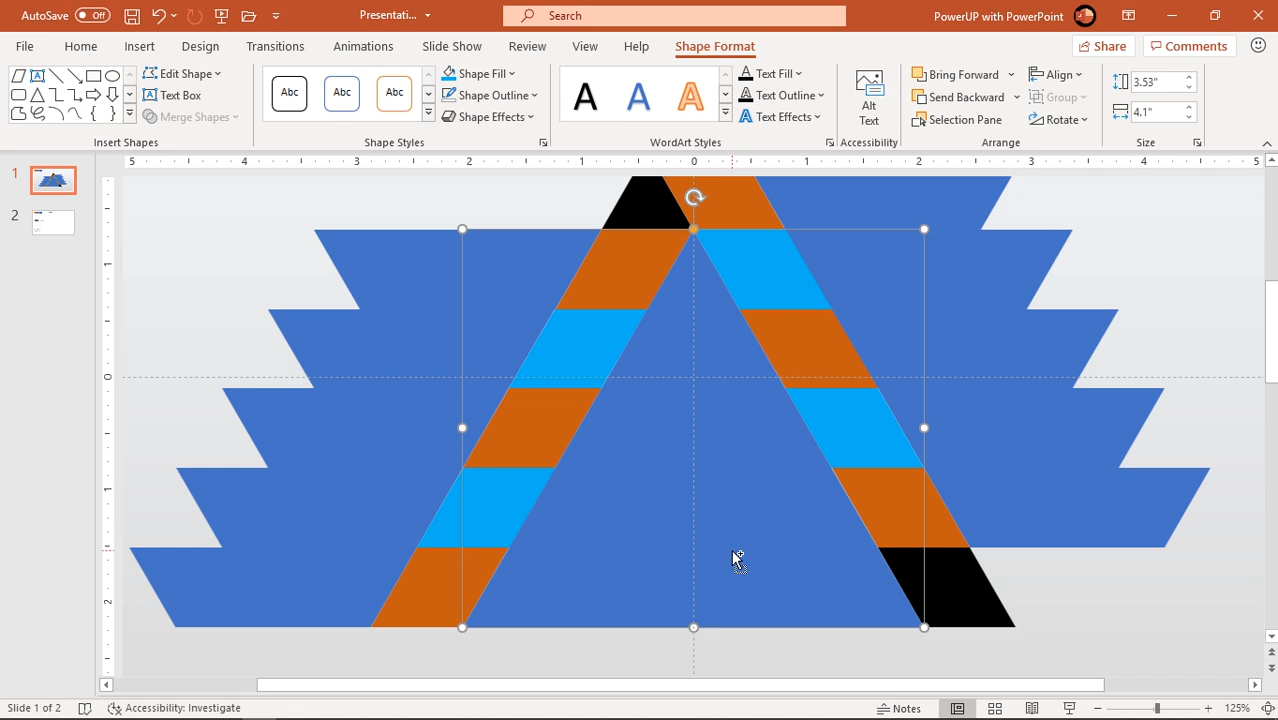 AutoSave Off Presentati... Search PowerUP with PowerPoint
File Home Insert Design Transitions Animations Slide Show Review View Help Shape Format Share Comments
Edit Shape
Text Box
Merge Shapes
Insert Shapes
Abc Abc Abc
Shape Fill
Shape Outline
Shape Effects
Shape Styles
A A A
Text Fill
Text Outline
Text Effects
WordArt Styles
Alt
Text
Accessibility
Bring Forward
Send Backward
Selection Pane
Align
Group
Rotate
Arrange
3.53"
4.1"
Size
5 4 3 2 1 0 1 2 3 4 5
1
2
1
0
1
2
Slide 1 of 2 Accessibility: Investigate Notes 125%